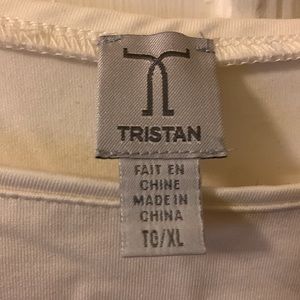 TRISTAN
FAIT EN
CHINE
MADE IN
CHINA
TG/XL